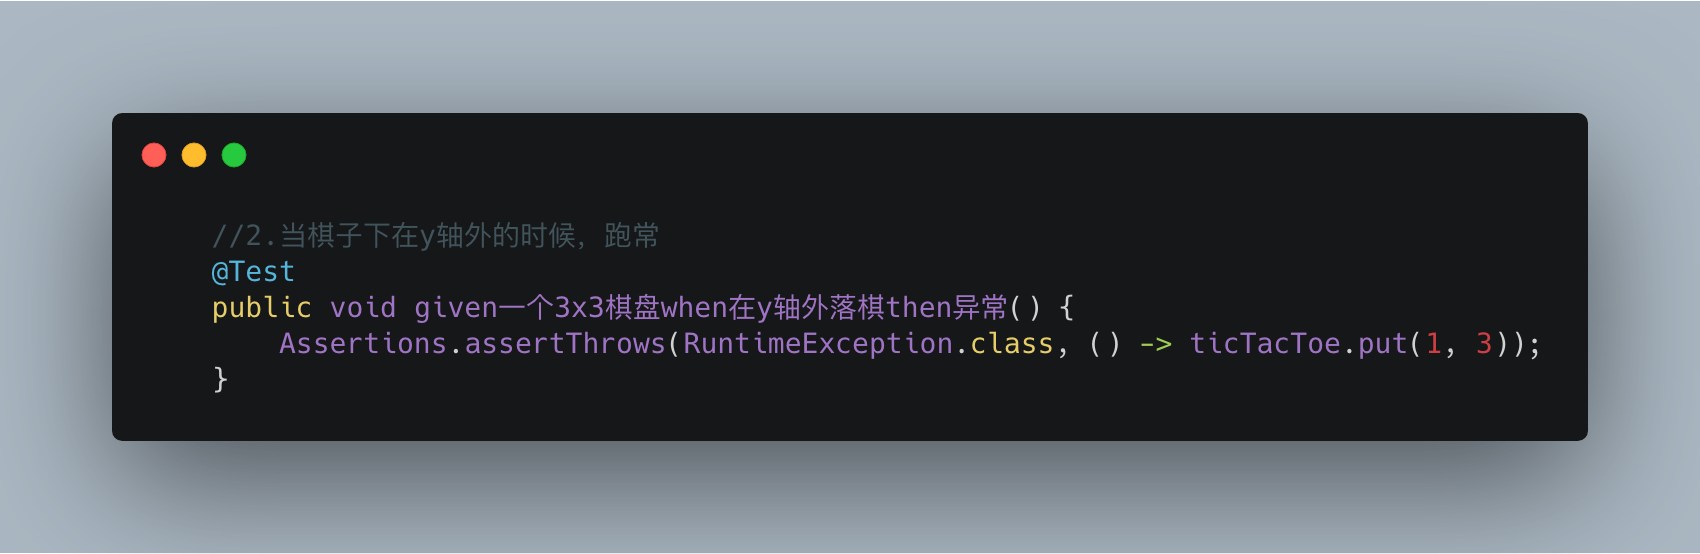 //2.当棋子下在y轴外的时候，跑常
@Test
public void given一个3x3棋盘when在y轴外落棋then异常() {
    Assertions.assertThrows(RuntimeException.class, () -> ticTacToe.put(1, 3));
}